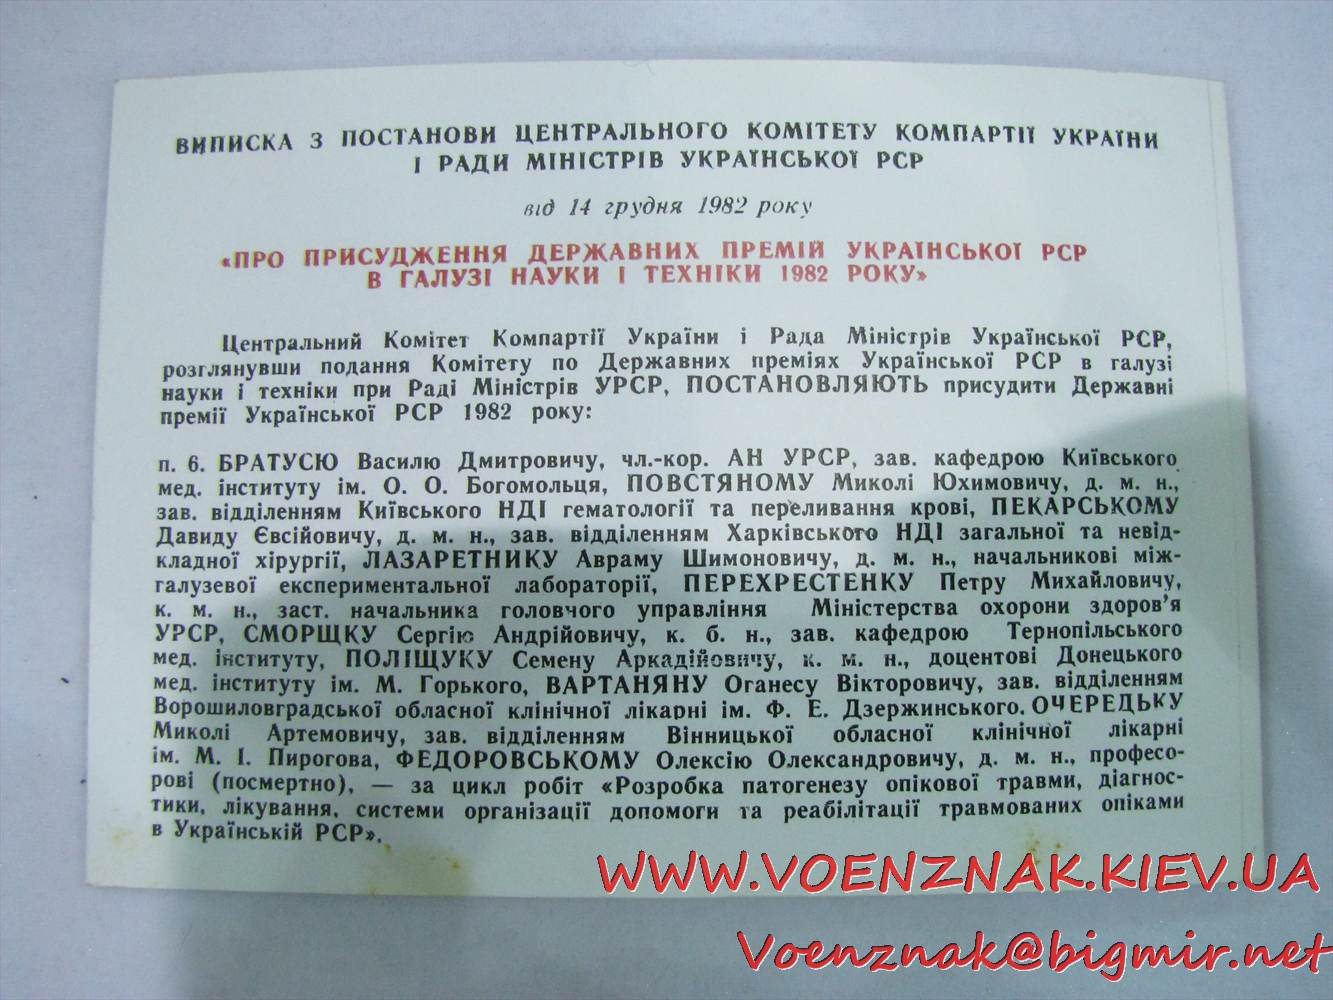 ВИПИСКА З ПОСТАНОВИ ЦЕНТРАЛЬНОГО КОМІТЕТУ КОМПАРТІЇ УКРАЇНИ
І РАДИ МІНІСТРІВ УКРАЇНСЬКОЇ РСР
від 14 грудня 1982 року
«ПРО ПРИСУДЖЕННЯ ДЕРЖАВНИХ ПРЕМІЙ УКРАЇНСЬКОЇ РСР
В ГАЛУЗІ НАУКИ І ТЕХНІКИ 1982 РОКУ»
Центральний Комітет Компартії України і Рада Міністрів Української РСР,
розглянувши подання Комітету по Державних преміях Української РСР в галузі
науки і техніки при Раді Міністрів УРСР, ПОСТАНОВЛЯЮТЬ присудити Державні
премії Української РСР 1982 року:
п. 6. БРАТУСЮ Василю Дмитровичу, чл.-кор. АН УРСР, зав. кафедрою Київського
мед. інституту ім. О. О. Богомольця, ПОВСТЯНОМУ Миколі Юхимовичу, д. м. н.,
зав. відділенням Київського НДІ гематології та переливання крові, ПЕКАРСЬКОМУ
Давиду Євсійовичу, д. м. н., зав. відділенням Харківського НДІ загальної та невід-
кладної хірургії, ЛАЗАРЕТНИКУ Авраму Шимоновичу, д. м. н., начальникові між-
галузевої експериментальної лабораторії, ПЕРЕХРЕСТЕНКУ Петру Михайловичу,
к. м. н., заст. начальника головного управління Міністерства охорони здоров'я
УРСР, СМОРЩКУ Сергію Андрійовичу, к. б. н., зав. кафедрою Тернопільського
мед. інституту, ПОЛІЩУКУ Семену Аркадійовичу, к. м. н., доцентові Донецького
мед. інституту ім. М. Горького, ВАРТАНЯНУ Оганесу Вікторовичу, зав. відділенням
Ворошиловградської обласної клінічної лікарні ім. Ф. Е. Дзержинського, ОЧЕРЕДЬКУ
Миколі Артемовичу, зав. відділенням Вінницької обласної клінічної лікарні
ім. М. І. Пирогова, ФЕДОРОВСЬКОМУ Олексію Олександровичу, д. м. н., професо-
рові (посмертно), — за цикл робіт «Розробка патогенезу опікової травми, діагнос-
тики, лікування, системи організації допомоги та реабілітації травмованих опіками
в Українській РСР».
WWW.VOENZNAK.KIEV.UA
Voenznak@bigmir.net